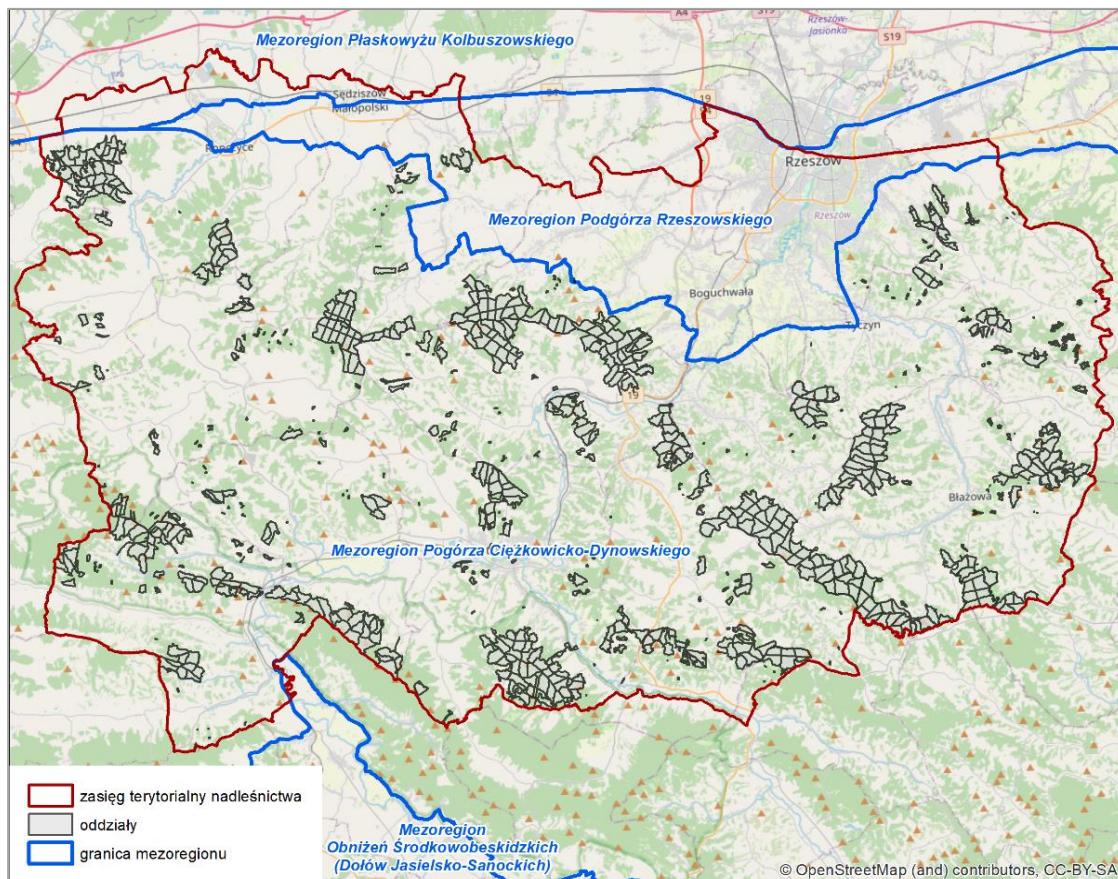 A4
S19
Rzeszów-
Jasionka
Mezoregion Płaskowyżu Kolbuszowskiego
S19
Sędziszów
Małopolski
19
Rzeszów
Rzeszów
Mezoregion Podgórza Rzeszowskiego
Boguchwała
Tyczyn
19
Błażowa
Mezoregion Pogórza Ciężkowicko-Dynowskiego
zasięg terytorialny nadleśnictwa
oddziały
granica mezoregionu
Mezoregion
Obniżeń Środkowobeskidzkich
(Dołów Jasielsko-Sanockich)
© OpenStreetMap (and) contributors, CC-BY-SA